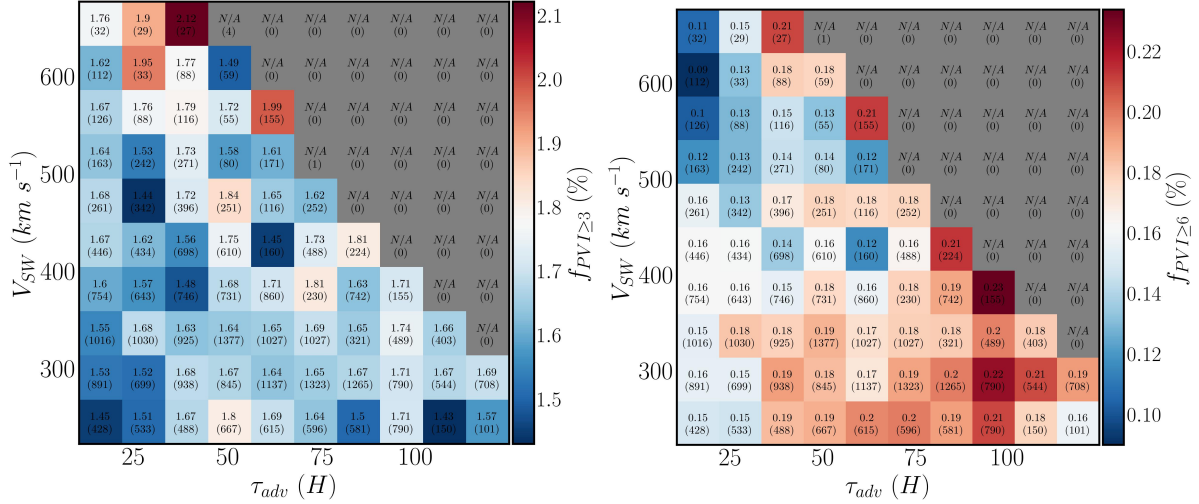 1.76 1.9 2.12 N/A N/A N/A N/A N/A N/A N/A
(32) (29) (27) (4) (0) (0) (0) (0) (0) (0)
1.62 1.95 1.77 1.49 N/A N/A N/A N/A N/A N/A
(112) (33) (88) (59) (0) (0) (0) (0) (0) (0)
1.67 1.76 1.79 1.72 1.99 N/A N/A N/A N/A N/A
(126) (88) (116) (55) (155) (0) (0) (0) (0) (0)
1.64 1.53 1.73 1.58 1.61 N/A N/A N/A N/A N/A
(163) (242) (271) (80) (171) (1) (0) (0) (0) (0)
1.68 1.44 1.72 1.84 1.65 1.62 N/A N/A N/A N/A
(261) (342) (396) (251) (116) (252) (0) (0) (0) (0)
1.67 1.62 1.56 1.75 1.45 1.73 1.81 N/A N/A N/A
(446) (434) (698) (610) (160) (488) (224) (0) (0) (0)
1.6 1.57 1.48 1.68 1.71 1.81 1.63 1.71 N/A N/A
(754) (643) (746) (731) (860) (230) (742) (155) (0) (0)
1.55 1.68 1.63 1.64 1.65 1.69 1.65 1.74 1.66 N/A
(1016) (1030) (925) (1377) (1027) (1027) (321) (489) (403) (0)
1.53 1.52 1.68 1.67 1.64 1.65 1.67 1.71 1.67 1.69
(891) (699) (938) (845) (1137) (1323) (1265) (790) (544) (708)
1.45 1.51 1.67 1.8 1.69 1.64 1.5 1.71 1.43 1.57
(428) (533) (488) (667) (615) (596) (581) (790) (150) (101)
600
500
400
300
V_SW (km s⁻¹)
25 50 75 100
τ_adv (H)
2.1
2.0
1.9
1.8
1.7
1.6
1.5
f_PVI≥3 (%)
0.11 0.15 0.21 N/A N/A N/A N/A N/A N/A N/A
(32) (29) (27) (1) (0) (0) (0) (0) (0) (0)
0.09 0.13 0.18 0.18 N/A N/A N/A N/A N/A N/A
(112) (33) (88) (59) (0) (0) (0) (0) (0) (0)
0.1 0.13 0.15 0.13 0.21 N/A N/A N/A N/A N/A
(126) (88) (116) (55) (155) (0) (0) (0) (0) (0)
0.12 0.13 0.14 0.14 0.12 N/A N/A N/A N/A N/A
(163) (242) (271) (80) (171) (0) (0) (0) (0) (0)
0.16 0.13 0.17 0.18 0.18 0.18 N/A N/A N/A N/A
(261) (342) (396) (251) (116) (252) (0) (0) (0) (0)
0.16 0.16 0.14 0.16 0.12 0.16 0.21 N/A N/A N/A
(446) (434) (698) (610) (160) (488) (224) (0) (0) (0)
0.16 0.16 0.15 0.18 0.16 0.18 0.19 0.23 N/A N/A
(754) (643) (746) (731) (860) (230) (742) (155) (0) (0)
0.15 0.18 0.18 0.19 0.17 0.18 0.18 0.2 0.18 N/A
(1016) (1030) (925) (1377) (1027) (1027) (321) (489) (403) (0)
0.16 0.15 0.19 0.18 0.17 0.19 0.2 0.22 0.21 0.19
(891) (699) (938) (845) (1137) (1323) (1265) (790) (544) (708)
0.15 0.15 0.19 0.19 0.2 0.2 0.19 0.21 0.18 0.16
(428) (533) (488) (667) (615) (596) (581) (790) (150) (101)
600
500
400
300
V_SW (km s⁻¹)
25 50 75 100
τ_adv (H)
0.22
0.20
0.18
0.16
0.14
0.12
0.10
f_PVI≥6 (%)